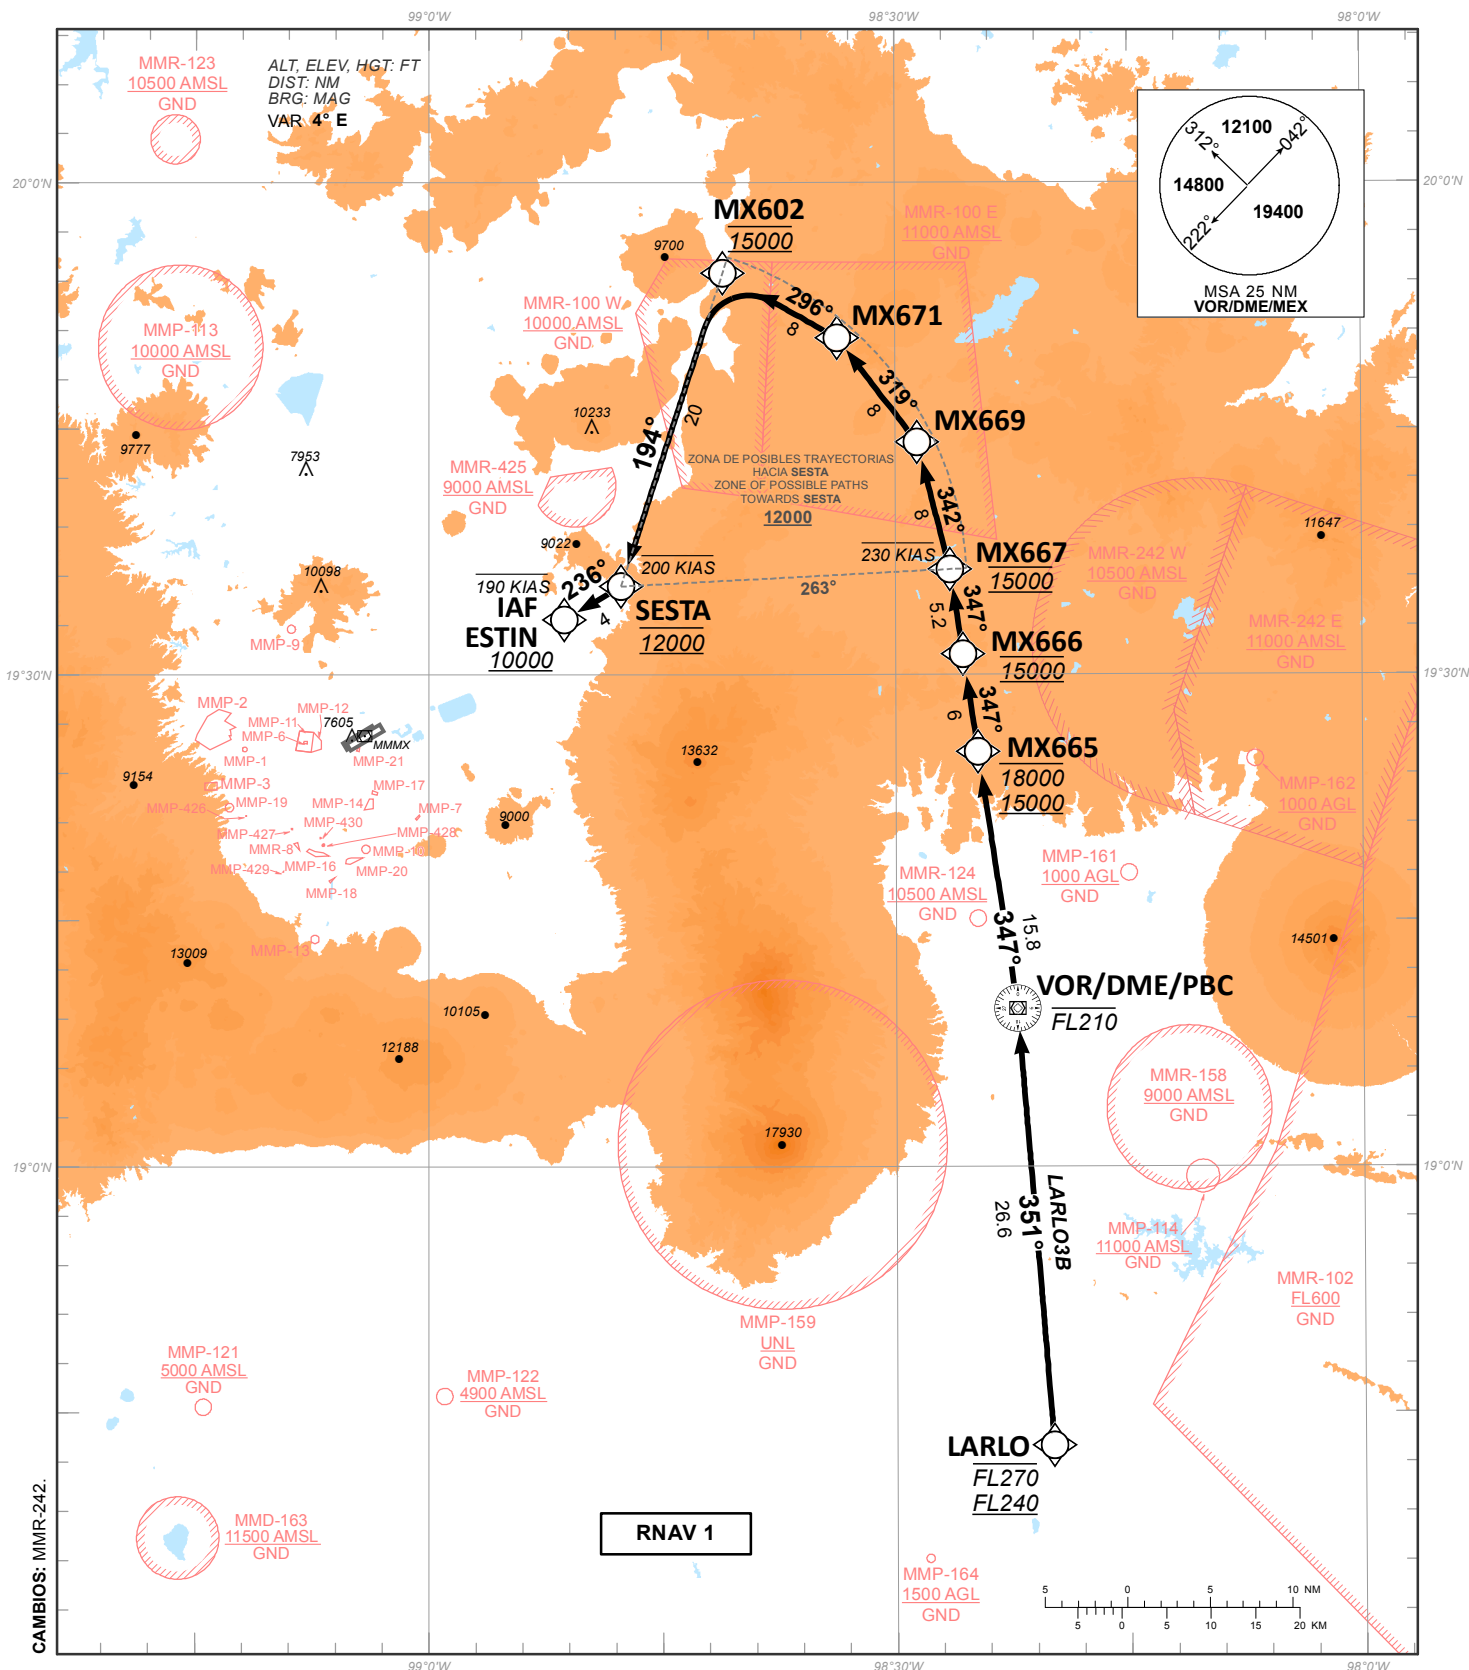 99°0'W
98°30'W
98°0'W
MMR-123
10500 AMSL
GND
ALT, ELEV, HGT: FT
DIST: NM
BRG: MAG
VAR 4° E
312°
12100
042°
14800
19400
222°
MSA 25 NM
VOR/DME/MEX
20°0'N
20°0'N
MX602
15000
9700
MMR-100 E
11000 AMSL
GND
MMR-100 W
10000 AMSL
GND
MMP-113
10000 AMSL
GND
296°
8
MX671
319°
8
MX669
10233
20
194°
9777
7953
MMR-425
9000 AMSL
GND
ZONA DE POSIBLES TRAYECTORIAS
HACIA SESTA
ZONE OF POSSIBLE PATHS
TOWARDS SESTA
12000
342°
8
11647
9022
200 KIAS
230 KIAS
MX667
15000
MMR-242 W
10500 AMSL
GND
10098
190 KIAS
236°
4
263°
IAF
ESTIN
10000
SESTA
12000
347°
5.2
MX666
15000
MMR-242 E
11000 AMSL
GND
MMP-9
19°30'N
19°30'N
MMP-2
MMP-12
MMP-11
7605
MMP-6
MMMX
MMP-1
MMP-21
347°
6
MX665
18000
15000
13632
9154
MMP-3
MMP-17
MMP-19
MMP-14
MMP-7
MMP-426
MMP-430
MMP-427
MMP-428
MMR-8
MMP-10
MMP-429
MMP-16
MMP-20
MMP-18
9000
MMP-162
1000 AGL
GND
MMR-124
10500 AMSL
GND
MMP-161
1000 AGL
GND
MMP-13
13009
347°
15.8
14501
VOR/DME/PBC
FL210
10105
12188
MMR-158
9000 AMSL
GND
17930
19°0'N
19°0'N
LARLO3B
351°
26.6
MMP-114
11000 AMSL
GND
MMR-102
FL600
GND
MMP-159
UNL
GND
MMP-121
5000 AMSL
GND
MMP-122
4900 AMSL
GND
LARLO
FL270
FL240
CAMBIOS: MMR-242.
MMD-163
11500 AMSL
GND
RNAV 1
MMP-164
1500 AGL
GND
5 0 5 10 NM
5 0 5 10 15 20 KM
99°0'W
98°30'W
98°0'W